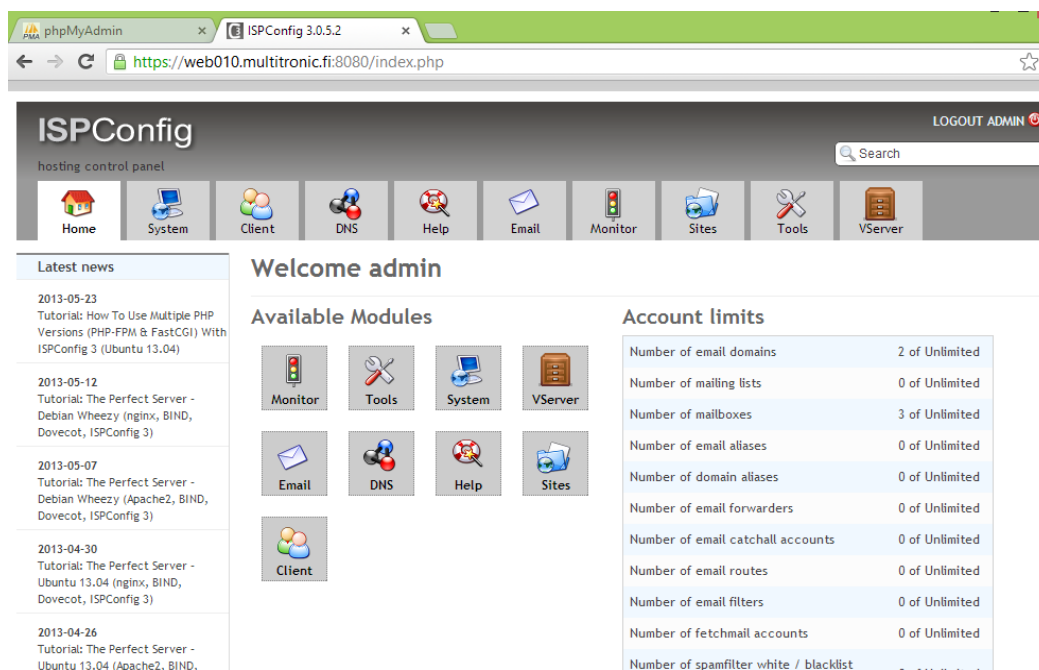 phpMyAdmin
ISPConfig 3.0.5.2
https://web010.multitronic.fi:8080/index.php
ISPConfig
hosting control panel
LOGOUT ADMIN
Search
Home
System
Client
DNS
Help
Email
Monitor
Sites
Tools
VServer
Latest news
2013-05-23
Tutorial: How To Use Multiple PHP
Versions (PHP-FPM & FastCGI) With
ISPConfig 3 (Ubuntu 13.04)
2013-05-12
Tutorial: The Perfect Server -
Debian Wheezy (nginx, BIND,
Dovecot, ISPConfig 3)
2013-05-07
Tutorial: The Perfect Server -
Debian Wheezy (Apache2, BIND,
Dovecot, ISPConfig 3)
2013-04-30
Tutorial: The Perfect Server -
Ubuntu 13.04 (nginx, BIND,
Dovecot, ISPConfig 3)
2013-04-26
Tutorial: The Perfect Server -
Ubuntu 13.04 (Apache2, BIND,
Welcome admin
Available Modules
Monitor
Tools
System
VServer
Email
DNS
Help
Sites
Client
Account limits
Number of email domains 2 of Unlimited
Number of mailing lists 0 of Unlimited
Number of mailboxes 3 of Unlimited
Number of email aliases 0 of Unlimited
Number of domain aliases 0 of Unlimited
Number of email forwarders 0 of Unlimited
Number of email catchall accounts 0 of Unlimited
Number of email routes 0 of Unlimited
Number of email filters 0 of Unlimited
Number of fetchmail accounts 0 of Unlimited
Number of spamfilter white / blacklist